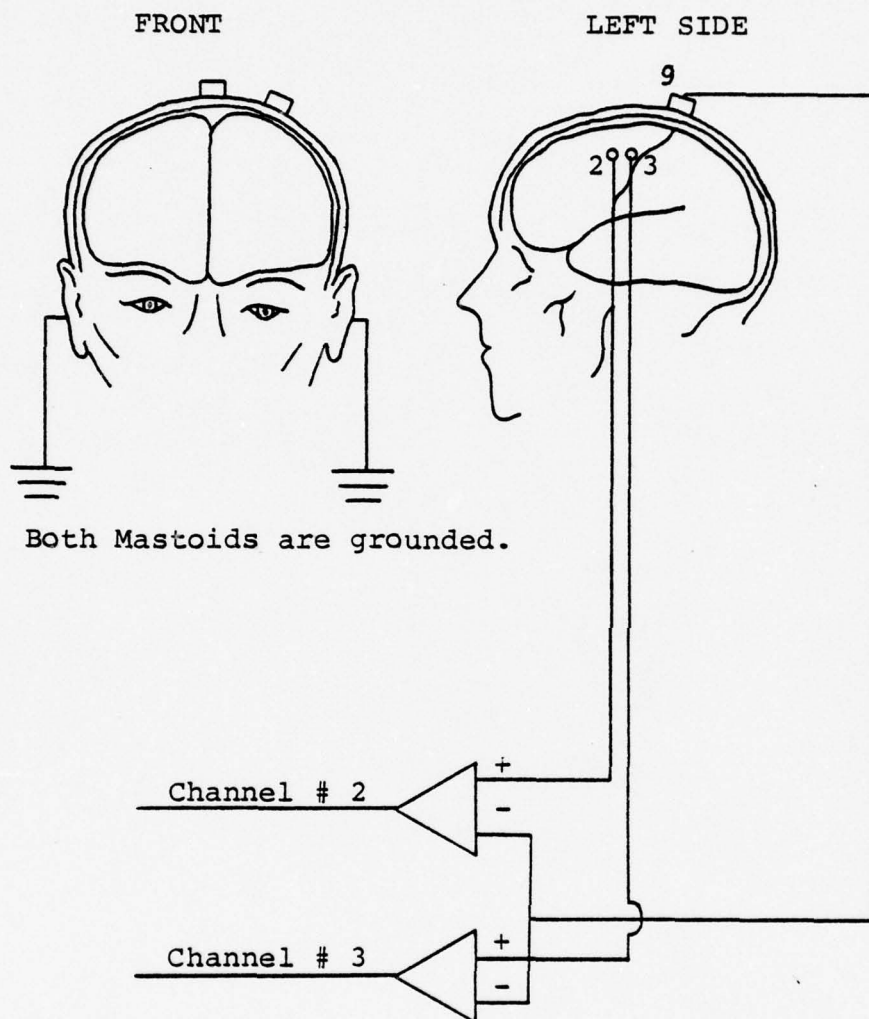 FRONT
LEFT SIDE
9
2
3
Both Mastoids are grounded.
+
Channel # 2
-
+
Channel # 3
-